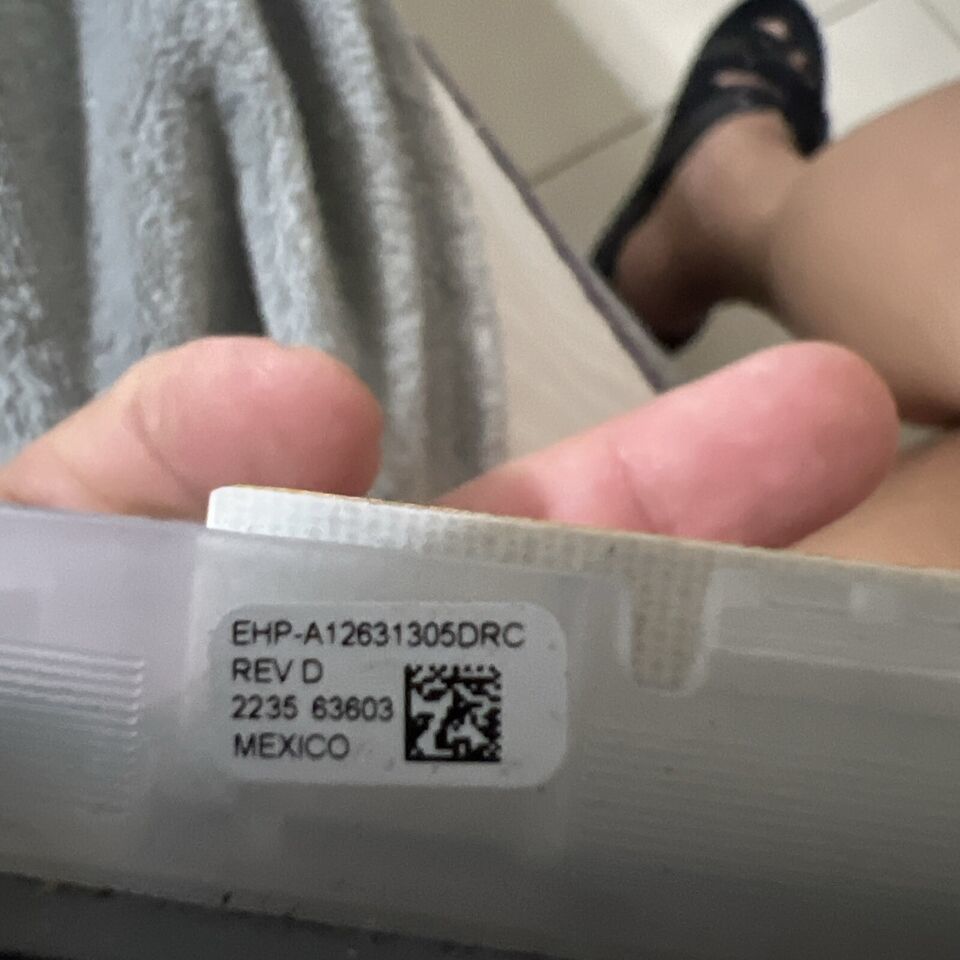 EHP-A12631305DRC
REV D
2235 63603
MEXICO